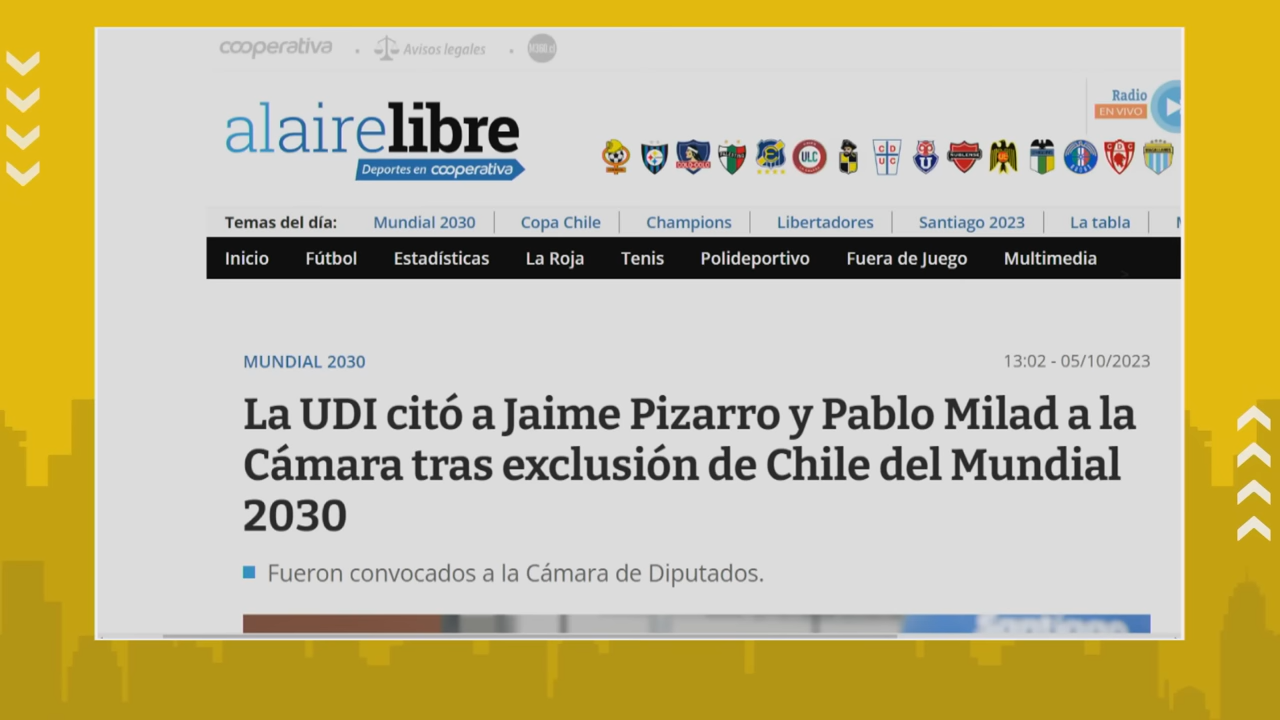 cooperativa · Avisos legales ·
alairelibre
Deportes en cooperativa
Radio
EN VIVO
Temas del día: Mundial 2030 Copa Chile Champions Libertadores Santiago 2023 La tabla
Inicio Fútbol Estadísticas La Roja Tenis Polideportivo Fuera de Juego Multimedia
MUNDIAL 2030 13:02 - 05/10/2023
La UDI citó a Jaime Pizarro y Pablo Milad a la
Cámara tras exclusión de Chile del Mundial
2030
Fueron convocados a la Cámara de Diputados.